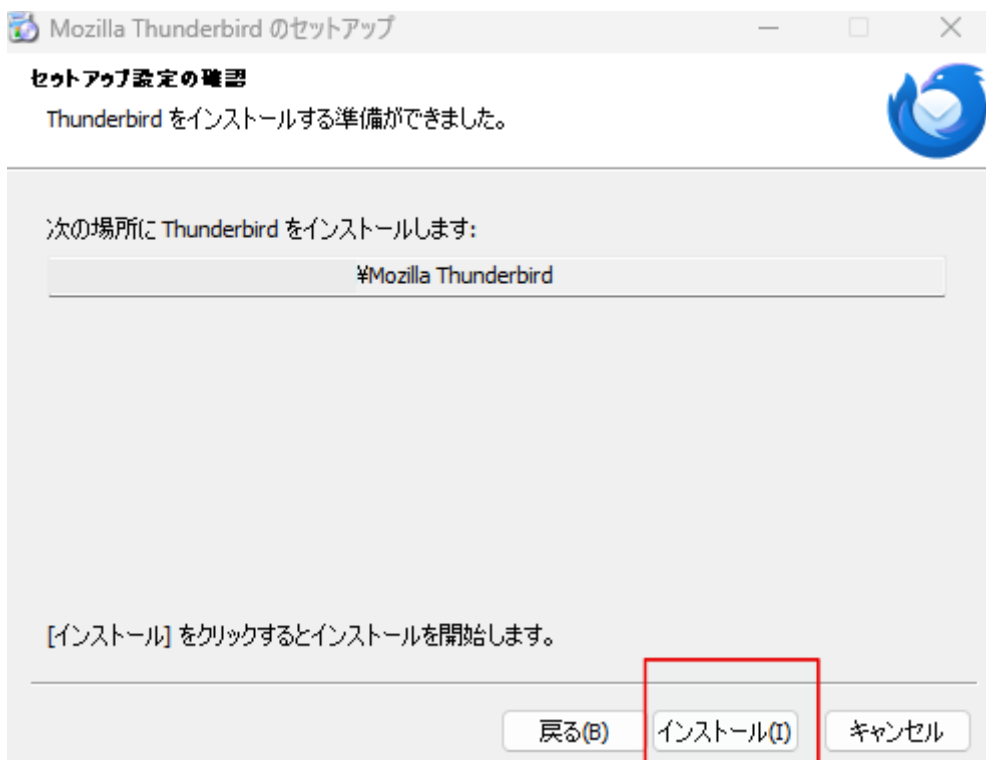 Mozilla Thunderbird のセットアップ
セットアップ設定の確認
Thunderbird をインストールする準備ができました。
次の場所に Thunderbird をインストールします:
¥Mozilla Thunderbird
[インストール] をクリックするとインストールを開始します。
戻る(B) インストール(I) キャンセル